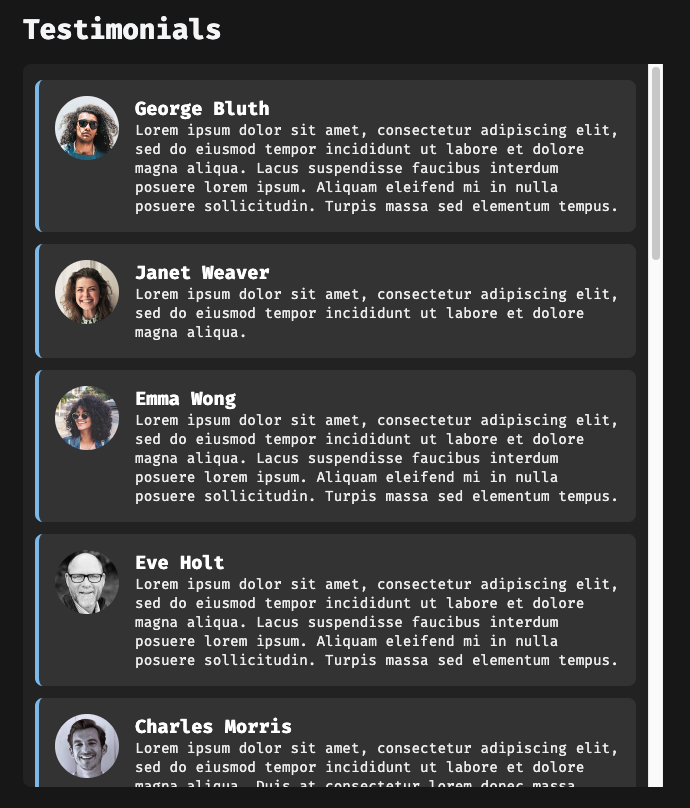 Testimonials
George Bluth
Lorem ipsum dolor sit amet, consectetur adipiscing elit,
sed do eiusmod tempor incididunt ut labore et dolore
magna aliqua. Lacus suspendisse faucibus interdum
posuere lorem ipsum. Aliquam eleifend mi in nulla
posuere sollicitudin. Turpis massa sed elementum tempus.
Janet Weaver
Lorem ipsum dolor sit amet, consectetur adipiscing elit,
sed do eiusmod tempor incididunt ut labore et dolore
magna aliqua.
Emma Wong
Lorem ipsum dolor sit amet, consectetur adipiscing elit,
sed do eiusmod tempor incididunt ut labore et dolore
magna aliqua. Lacus suspendisse faucibus interdum
posuere lorem ipsum. Aliquam eleifend mi in nulla
posuere sollicitudin. Turpis massa sed elementum tempus.
Eve Holt
Lorem ipsum dolor sit amet, consectetur adipiscing elit,
sed do eiusmod tempor incididunt ut labore et dolore
magna aliqua. Lacus suspendisse faucibus interdum
posuere lorem ipsum. Aliquam eleifend mi in nulla
posuere sollicitudin. Turpis massa sed elementum tempus.
Charles Morris
Lorem ipsum dolor sit amet, consectetur adipiscing elit,
sed do eiusmod tempor incididunt ut labore et dolore
magna aliqua. Duis at consectetur lorem donec massa